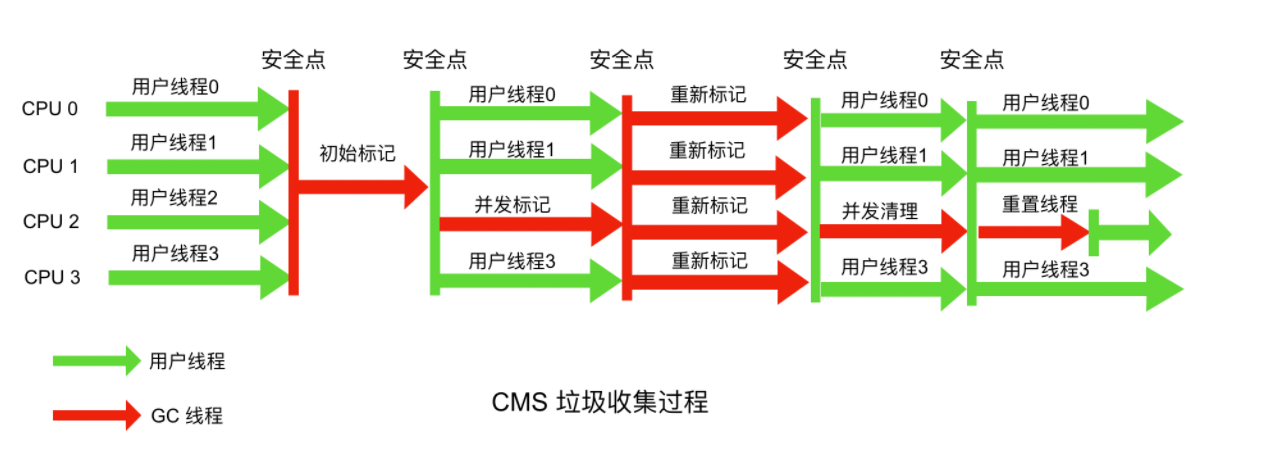 安全点 安全点 安全点 安全点 安全点
CPU 0 用户线程0 用户线程0 重新标记 用户线程0 用户线程0
CPU 1 用户线程1 初始标记 用户线程1 重新标记 用户线程1 用户线程1
CPU 2 用户线程2 并发标记 重新标记 并发清理 重置线程
CPU 3 用户线程3 用户线程3 重新标记 用户线程3 用户线程3
用户线程
GC 线程
CMS 垃圾收集过程